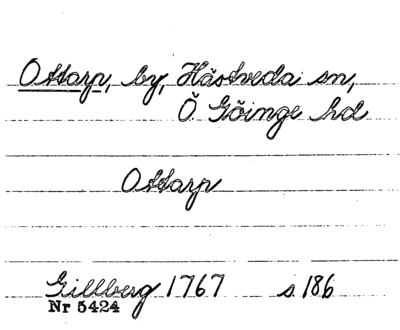 Ottarp, by, Hästveda sn,
Ö Göinge hd
Ottarp
Gillberg 1767 s 186
Nr 5424